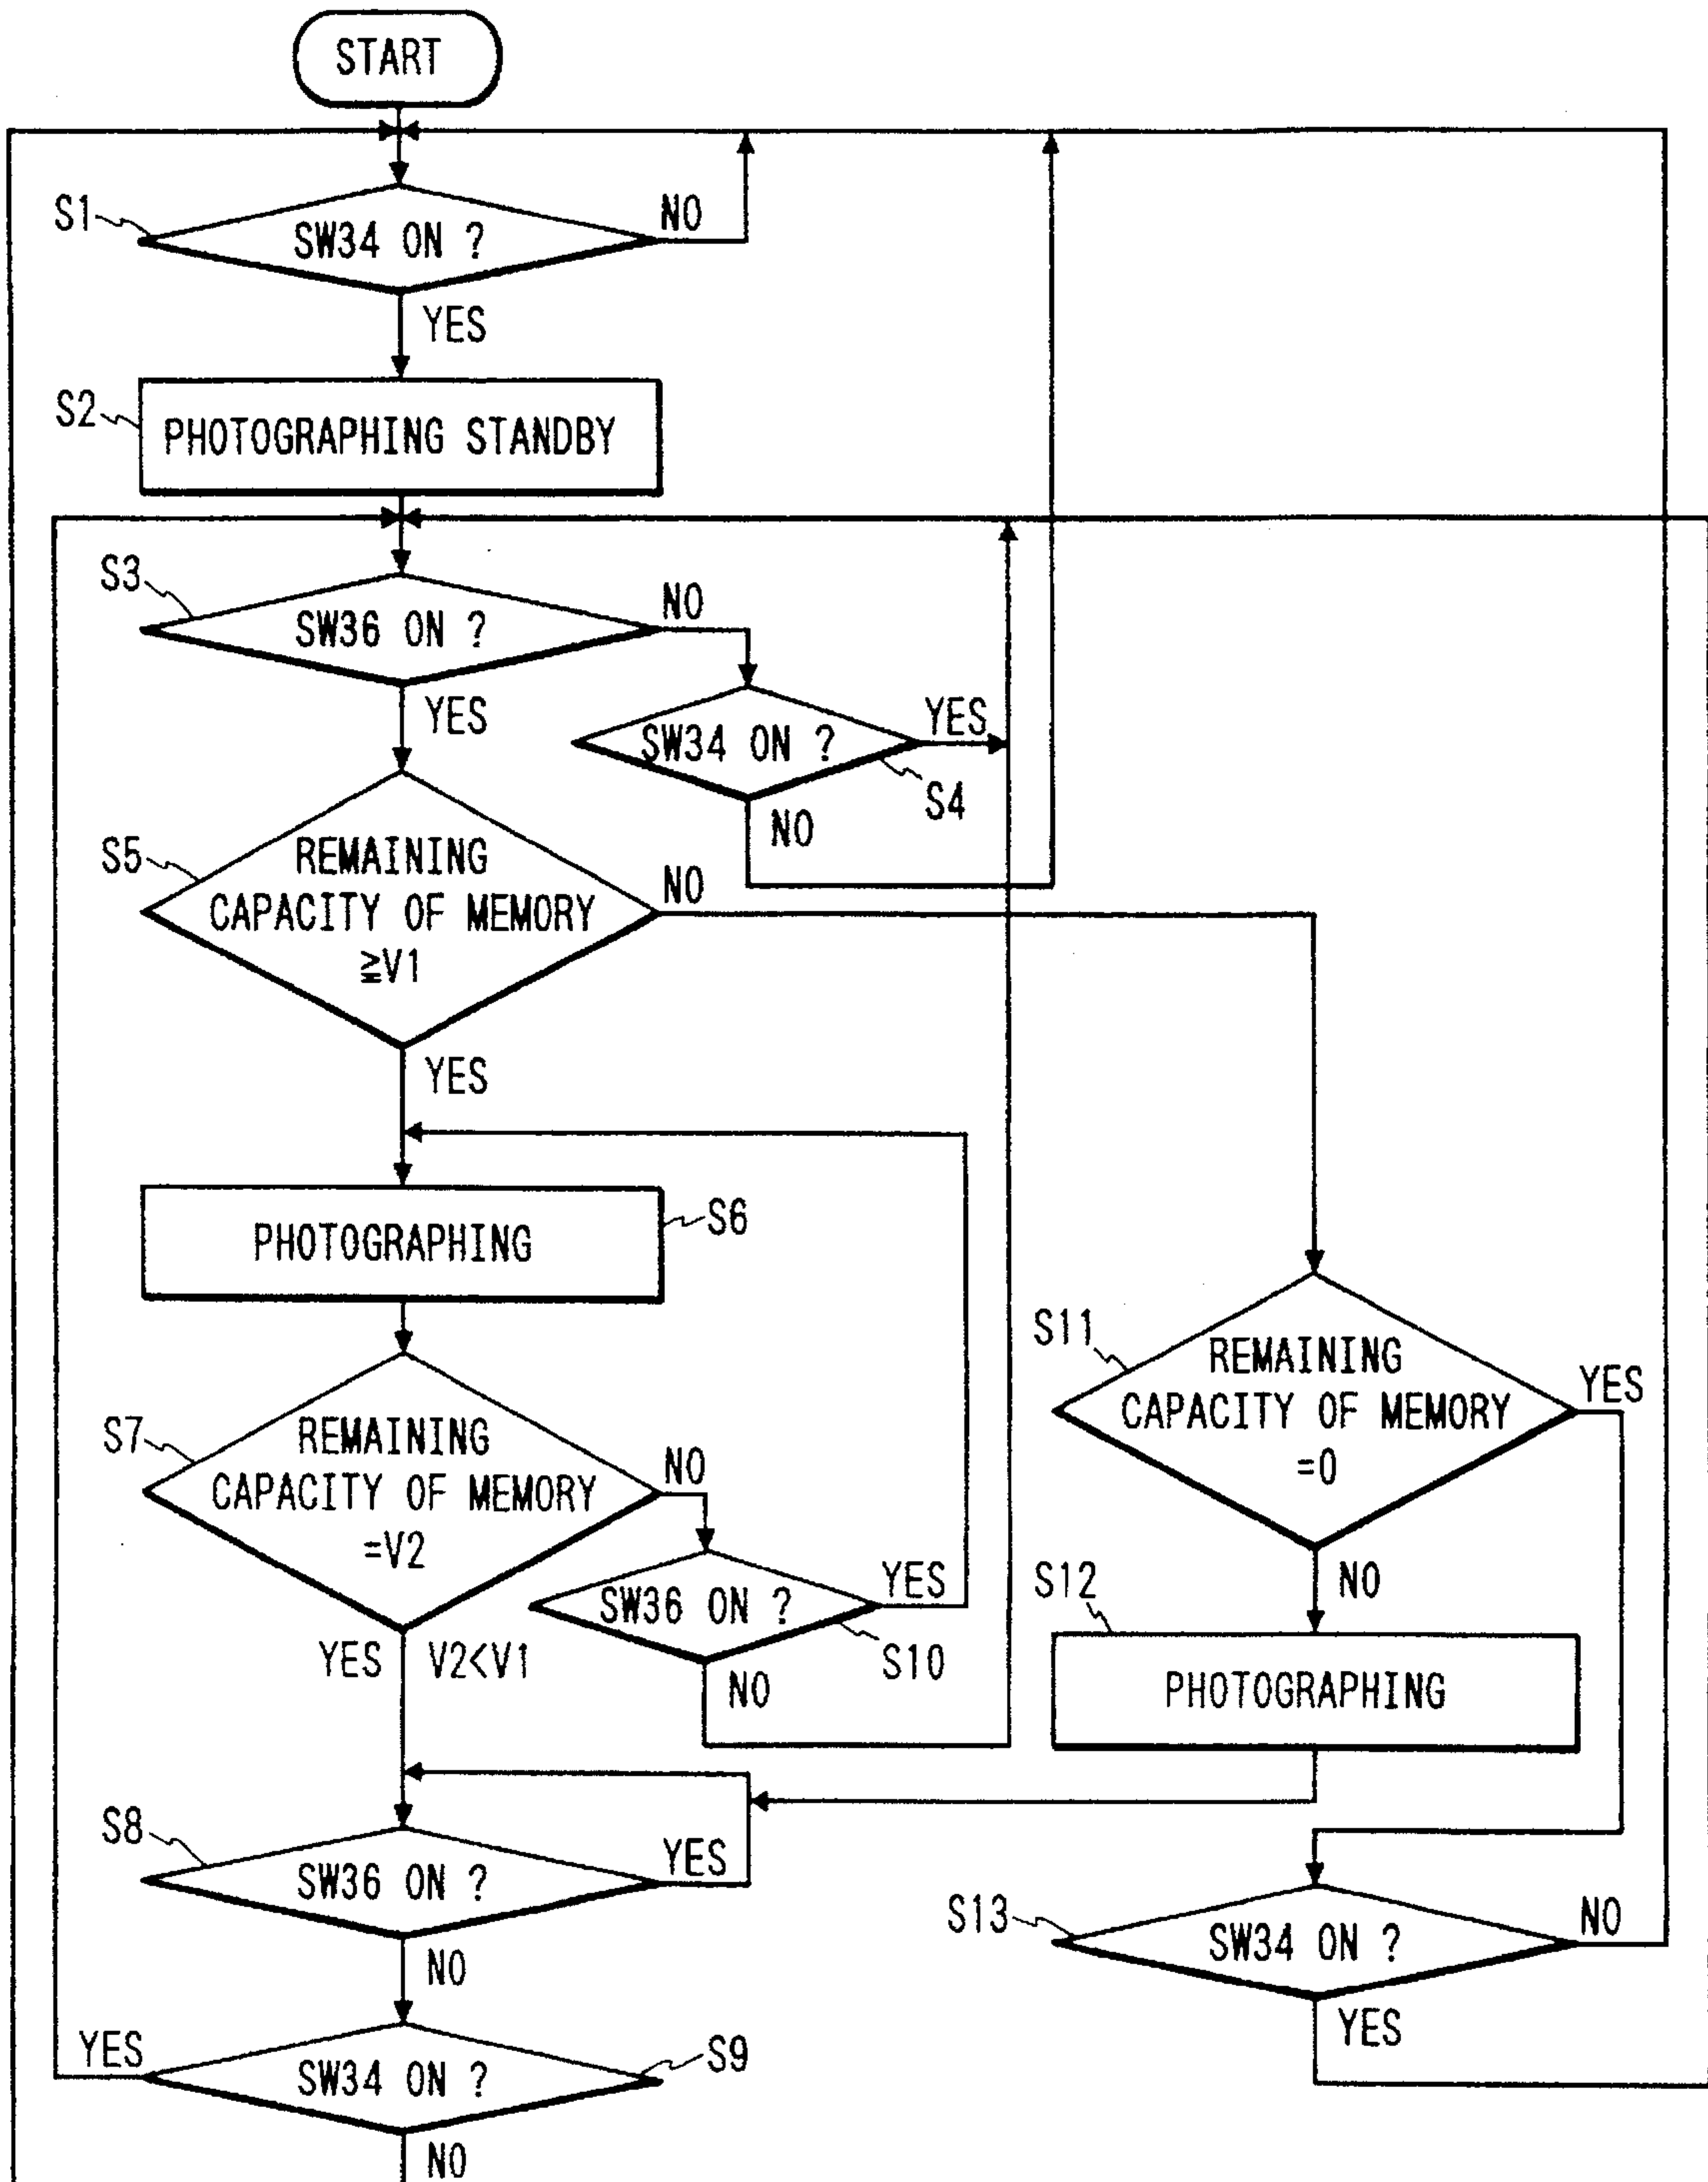 START
S1
SW34 ON ?
NO
YES
S2
PHOTOGRAPHING STANDBY
S3
SW36 ON ?
NO
YES
SW34 ON ?
YES
S4
NO
S5
REMAINING
CAPACITY OF MEMORY
≧V1
NO
YES
PHOTOGRAPHING
S6
S7
REMAINING
CAPACITY OF MEMORY
=V2
NO
YES
V2<V1
SW36 ON ?
YES
S10
NO
S11
REMAINING
CAPACITY OF MEMORY
=0
YES
NO
S12
PHOTOGRAPHING
S8
SW36 ON ?
YES
NO
S13
SW34 ON ?
NO
YES
YES
SW34 ON ?
S9
NO